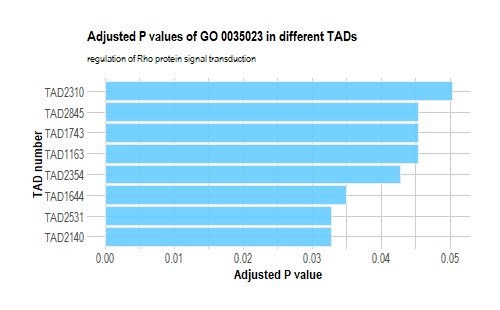 Adjusted P values of GO 0035023 in different TADs
regulation of Rho protein signal transduction
TAD number
TAD2310
TAD2845
TAD1743
TAD1163
TAD2354
TAD1644
TAD2531
TAD2140
0.00 0.01 0.02 0.03 0.04 0.05
Adjusted P value